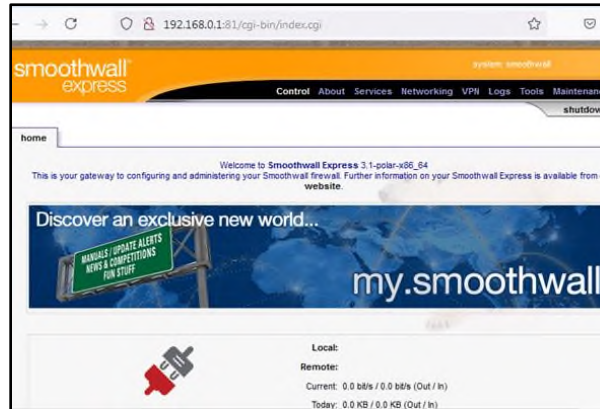 192.168.0.1:81/cgi-bin/index.cgi
smoothwall
express
system: smoothwall
Control About Services Networking VPN Logs Tools Maintenanc
shutdow
home
Welcome to Smoothwall Express 3.1-polar-x86_64
This is your gateway to configuring and administering your Smoothwall firewall. Further information on your Smoothwall Express is available from
website.
Discover an exclusive new world...
MANUALS / UPDATE ALERTS
NEWS & COMPETITIONS
FUN STUFF
my.smoothwall
Local:
Remote:
Current: 0.0 bit/s / 0.0 bit/s (Out / In)
Today: 0.0 KB / 0.0 KB (Out / In)